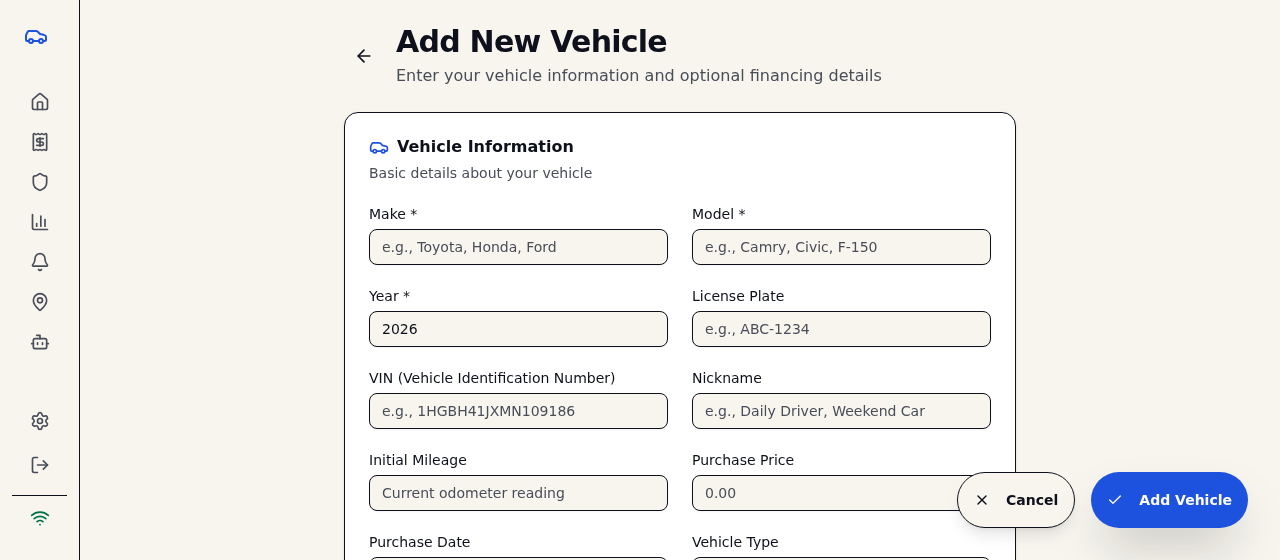 Add New Vehicle
Enter your vehicle information and optional financing details
Vehicle Information
Basic details about your vehicle
Make * Model *
e.g., Toyota, Honda, Ford e.g., Camry, Civic, F-150
Year * License Plate
2026 e.g., ABC-1234
VIN (Vehicle Identification Number) Nickname
e.g., 1HGBH41JXMN109186 e.g., Daily Driver, Weekend Car
Initial Mileage Purchase Price
Current odometer reading 0.00
Cancel Add Vehicle
Purchase Date Vehicle Type